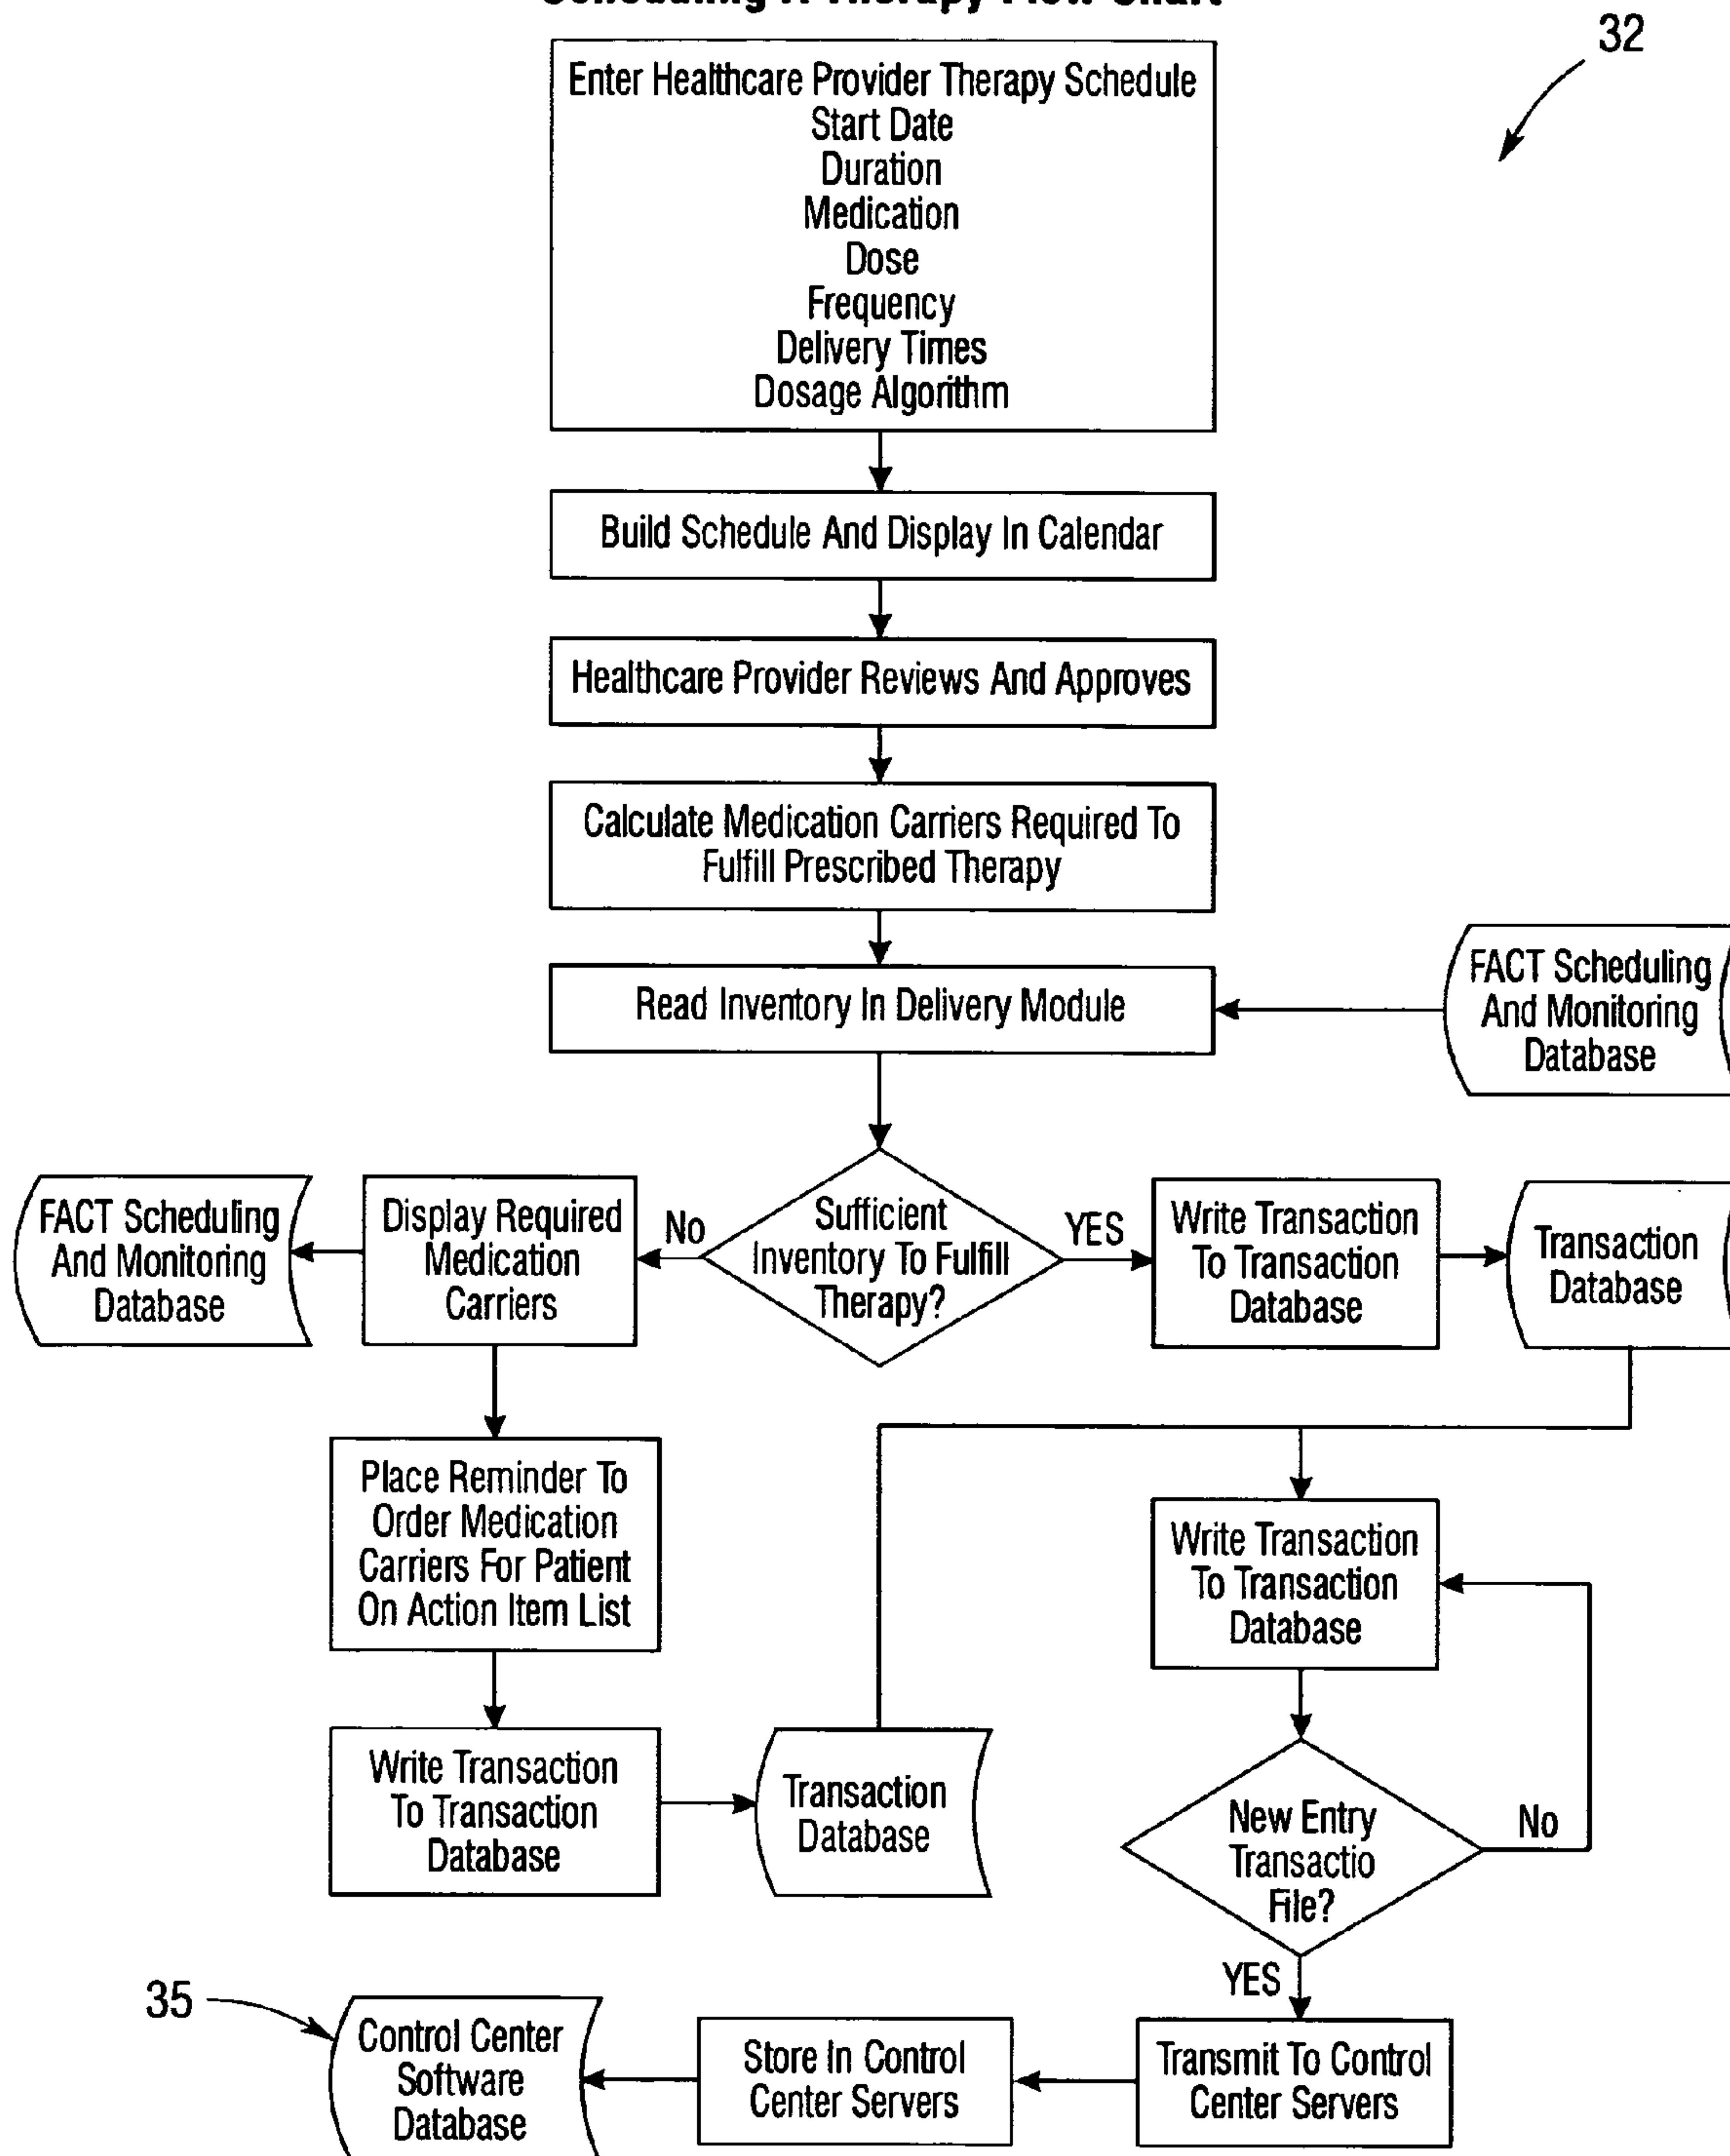 Scheduling A Therapy Flow Chart
32
Enter Healthcare Provider Therapy Schedule
Start Date
Duration
Medication
Dose
Frequency
Delivery Times
Dosage Algorithm
Build Schedule And Display In Calendar
Healthcare Provider Reviews And Approves
Calculate Medication Carriers Required To
Fulfill Prescribed Therapy
Read Inventory In Delivery Module
FACT Scheduling
And Monitoring
Database
FACT Scheduling
And Monitoring
Database
Display Required
Medication
Carriers
No
Sufficient
Inventory To Fulfill
Therapy?
YES
Write Transaction
To Transaction
Database
Transaction
Database
Place Reminder To
Order Medication
Carriers For Patient
On Action Item List
Write Transaction
To Transaction
Database
Write Transaction
To Transaction
Database
Transaction
Database
New Entry
Transactio
File?
No
YES
35
Control Center
Software
Database
Store In Control
Center Servers
Transmit To Control
Center Servers